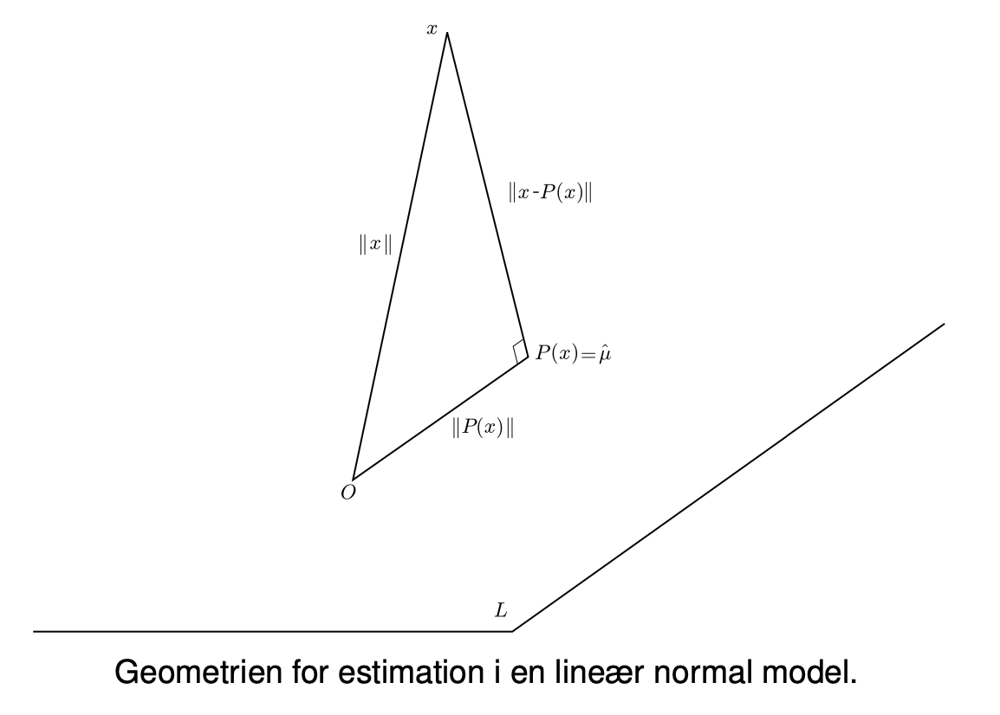 x
‖x-P(x)‖
‖x‖
P(x)=μ̂
‖P(x)‖
O
L
Geometrien for estimation i en lineær normal model.